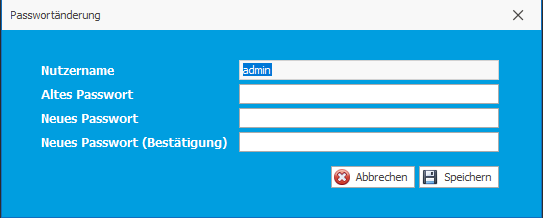 Passwortänderung
Nutzername admin
Altes Passwort
Neues Passwort
Neues Passwort (Bestätigung)
Abbrechen Speichern